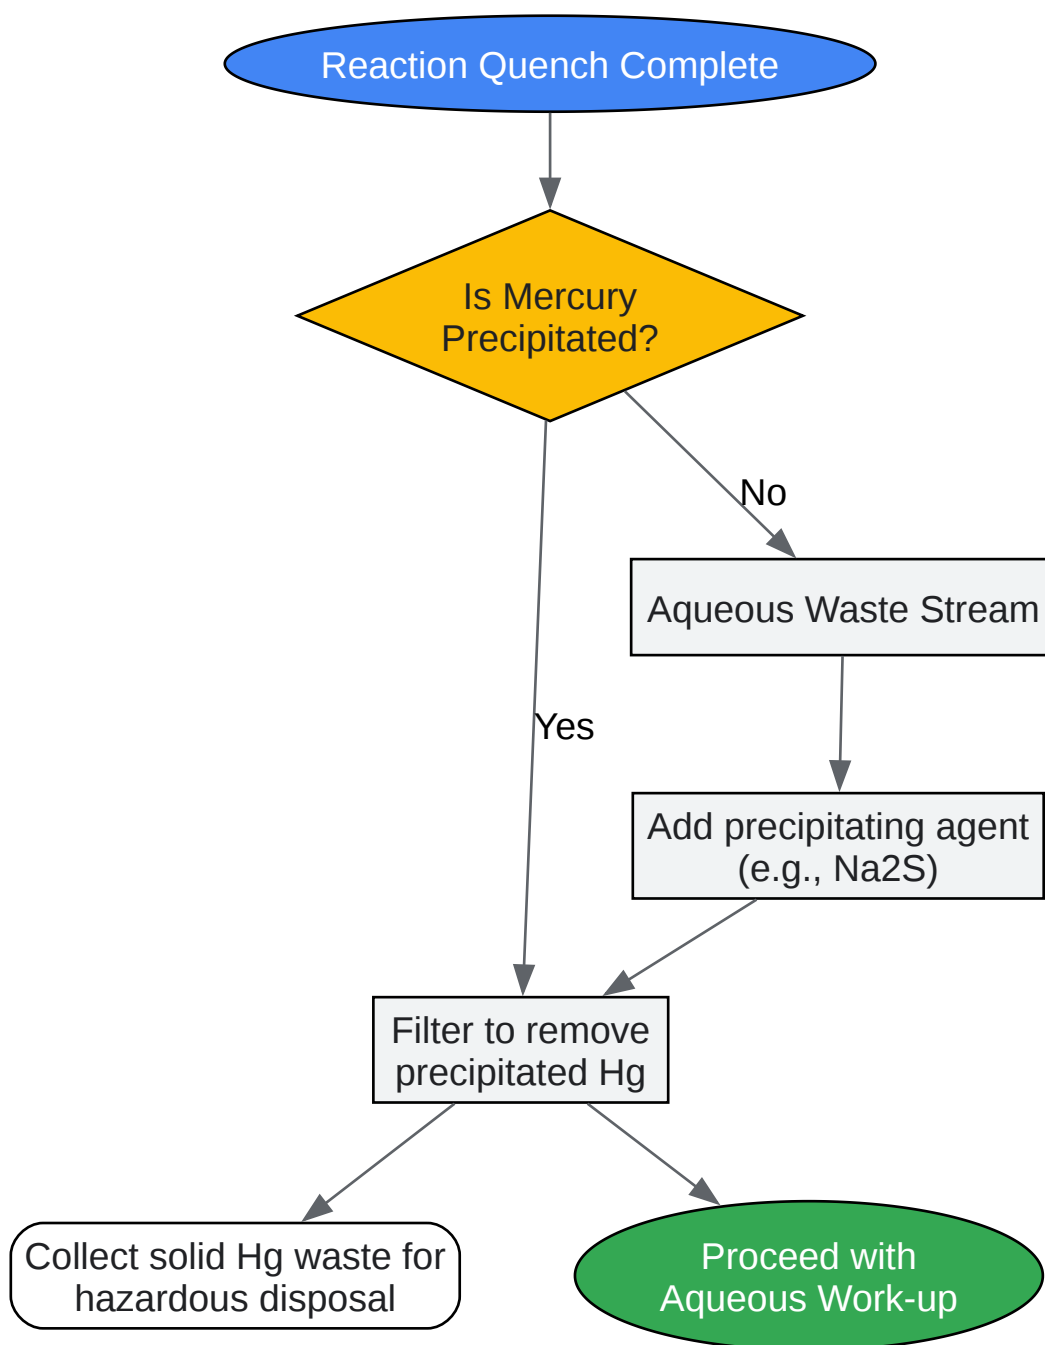 Reaction Quench Complete
Is Mercury
Precipitated?
No
Aqueous Waste Stream
Yes
Add precipitating agent
(e.g., Na2S)
Filter to remove
precipitated Hg
Collect solid Hg waste for
hazardous disposal
Proceed with
Aqueous Work-up